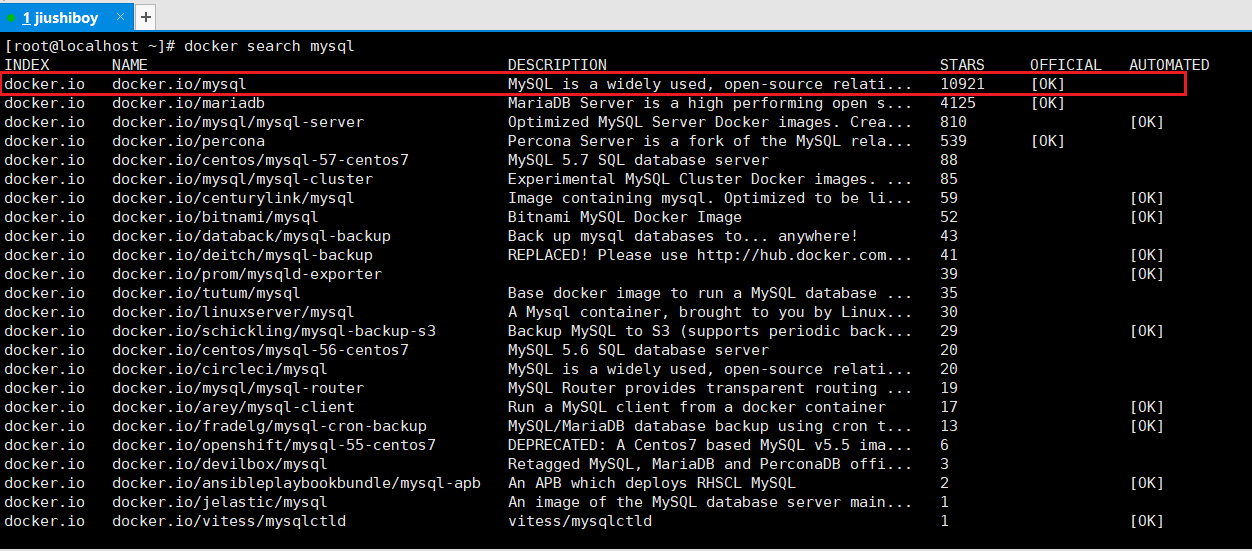 1 jiushiboy × +
[root@localhost ~]# docker search mysql
INDEX NAME DESCRIPTION STARS OFFICIAL AUTOMATED
docker.io docker.io/mysql MySQL is a widely used, open-source relati... 10921 [OK]
docker.io docker.io/mariadb MariaDB Server is a high performing open s... 4125 [OK]
docker.io docker.io/mysql/mysql-server Optimized MySQL Server Docker images. Crea... 810 [OK]
docker.io docker.io/percona Percona Server is a fork of the MySQL rela... 539 [OK]
docker.io docker.io/centos/mysql-57-centos7 MySQL 5.7 SQL database server 88
docker.io docker.io/mysql/mysql-cluster Experimental MySQL Cluster Docker images. ... 85
docker.io docker.io/centurylink/mysql Image containing mysql. Optimized to be li... 59 [OK]
docker.io docker.io/bitnami/mysql Bitnami MySQL Docker Image 52 [OK]
docker.io docker.io/databack/mysql-backup Back up mysql databases to... anywhere! 43
docker.io docker.io/deitch/mysql-backup REPLACED! Please use http://hub.docker.com... 41 [OK]
docker.io docker.io/prom/mysqld-exporter 39 [OK]
docker.io docker.io/tutum/mysql Base docker image to run a MySQL database ... 35
docker.io docker.io/linuxserver/mysql A Mysql container, brought to you by Linux... 30
docker.io docker.io/schickling/mysql-backup-s3 Backup MySQL to S3 (supports periodic back... 29 [OK]
docker.io docker.io/centos/mysql-56-centos7 MySQL 5.6 SQL database server 20
docker.io docker.io/circleci/mysql MySQL is a widely used, open-source relati... 20
docker.io docker.io/mysql/mysql-router MySQL Router provides transparent routing ... 19
docker.io docker.io/arey/mysql-client Run a MySQL client from a docker container 17 [OK]
docker.io docker.io/fradelg/mysql-cron-backup MySQL/MariaDB database backup using cron t... 13 [OK]
docker.io docker.io/openshift/mysql-55-centos7 DEPRECATED: A Centos7 based MySQL v5.5 ima... 6
docker.io docker.io/devilbox/mysql Retagged MySQL, MariaDB and PerconaDB offi... 3
docker.io docker.io/ansibleplaybookbundle/mysql-apb An APB which deploys RHSCL MySQL 2 [OK]
docker.io docker.io/jelastic/mysql An image of the MySQL database server main... 1
docker.io docker.io/vitess/mysqlctld vitess/mysqlctld 1 [OK]